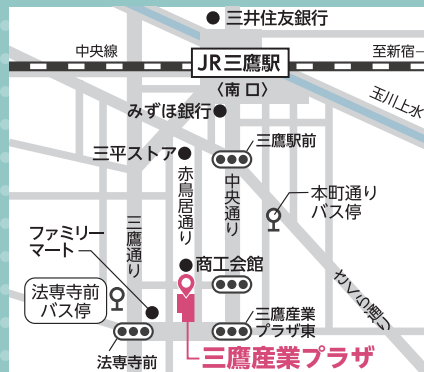 三井住友銀行
中央線
JR三鷹駅
至新宿
〈南口〉
玉川上水
みずほ銀行
三鷹駅前
三平ストア
赤鳥居通り
中央通り
本町通り
バス停
三鷹通り
ファミリー
マート
さくら通り
商工会館
法専寺前
バス停
三鷹産業
プラザ東
法専寺前
三鷹産業プラザ